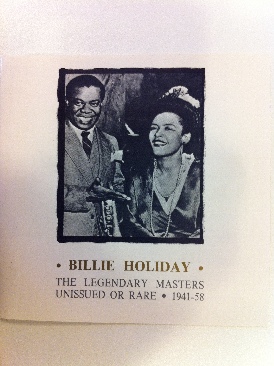 • BILLIE HOLIDAY •
THE LEGENDARY MASTERS
UNISSUED OR RARE • 1941-58